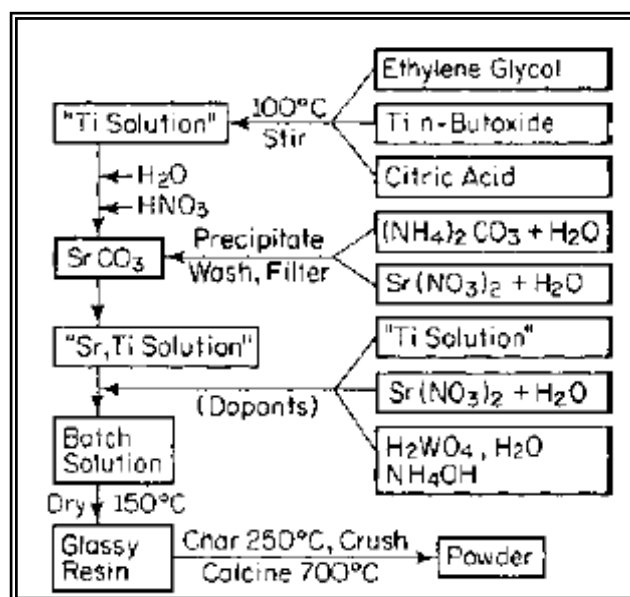 Ethylene Glycol
"Ti Solution"
100°C
Stir
Ti n-Butoxide
Citric Acid
H2O
HNO3
SrCO3
Precipitate
Wash, Filter
(NH4)2 CO3 + H2O
Sr(NO3)2 + H2O
"Sr,Ti Solution"
"Ti Solution"
(Dopants)
Sr(NO3)2 + H2O
H2WO4, H2O
NH4OH
Batch
Solution
Dry 150°C
Glassy
Resin
Char 250°C, Crush
Calcine 700°C
Powder